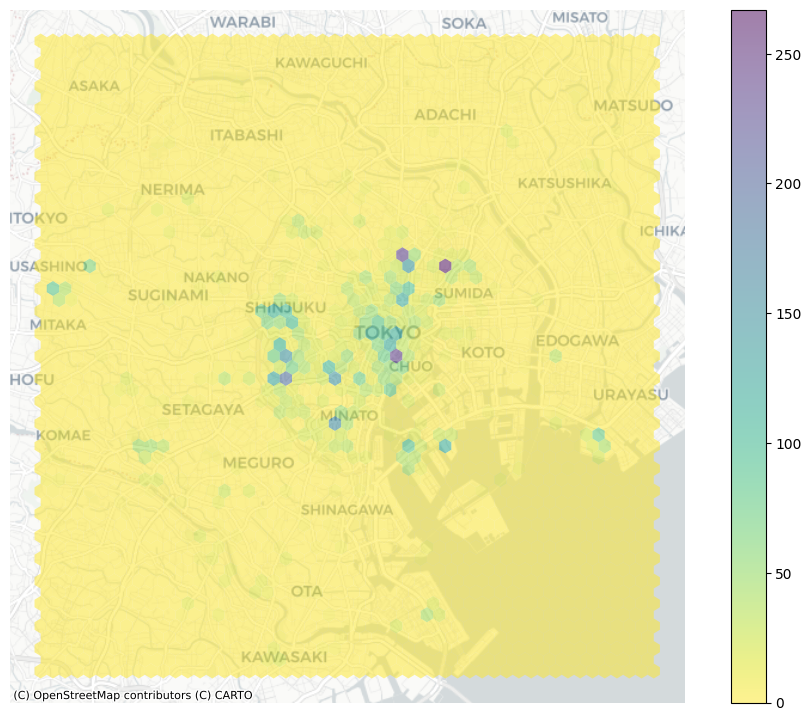 WARABI
SOKA
MISATO
KAWAGUCHI
ASAKA
ADACHI
MATSUDO
ITABASHI
NERIMA
KATSUSHIKA
ITOKYO
ICHIKA
USASHINO
NAKANO
SUGINAMI
SHINJUKU
SUMIDA
MITAKA
TOKYO
EDOGAWA
KOTO
CHUO
HOFU
URAYASU
SETAGAYA
MINATO
KOMAE
MEGURO
SHINAGAWA
OTA
KAWASAKI
(C) OpenStreetMap contributors (C) CARTO
250
200
150
100
50
0